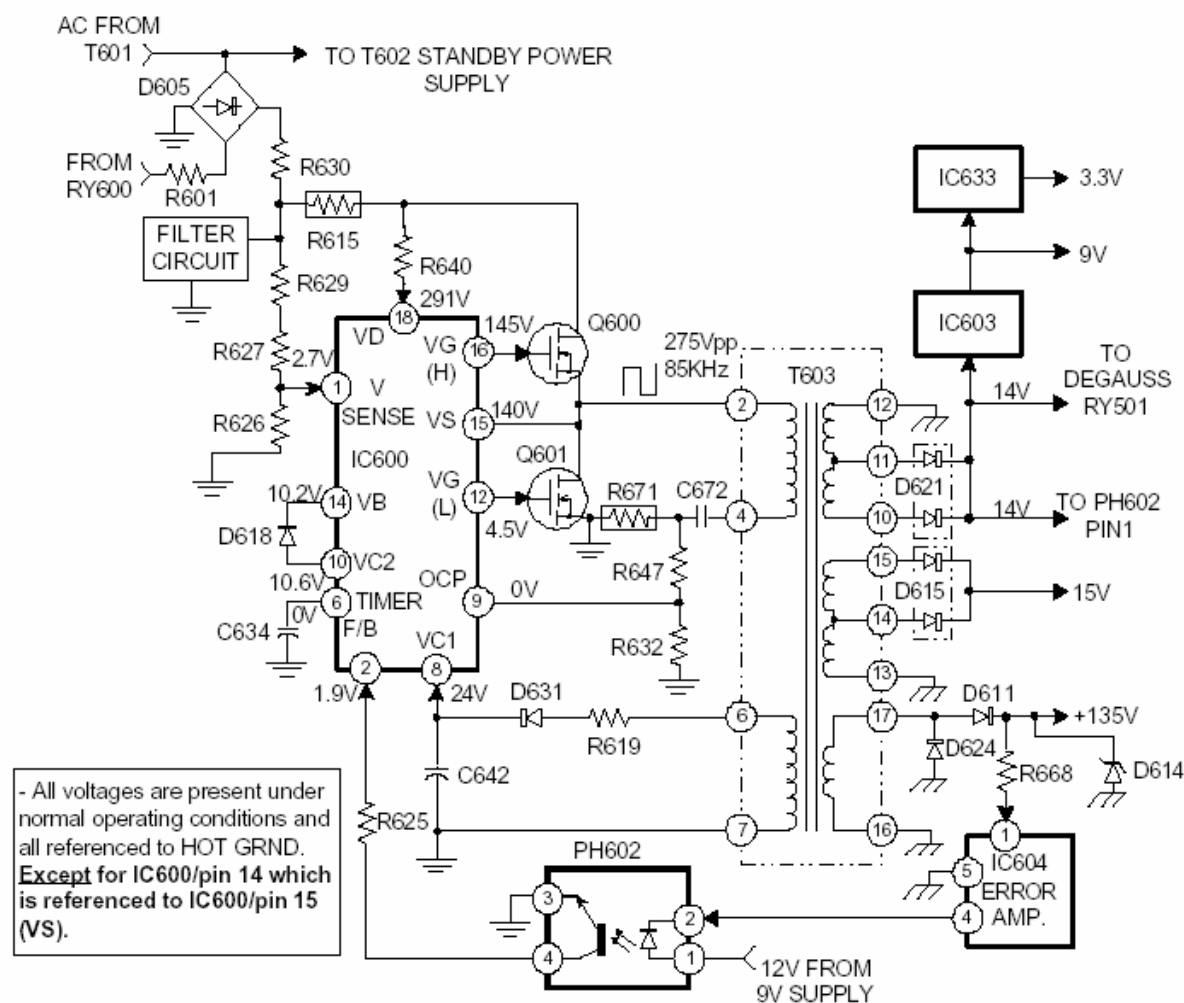 AC FROM
T601
TO T602 STANDBY POWER
SUPPLY
D605
FROM
RY600
R601
R630
R615
FILTER
CIRCUIT
R629
R640
291V
R627
2.7V
R626
18
VD
1
V
SENSE
IC600
16
VG
(H)
145V
Q600
15
VS
140V
Q601
12
VG
(L)
4.5V
275Vpp
85KHz
T603
2
4
R671
C672
R647
R632
10.2V
14
VB
D618
10
VC2
10.6V
6
TIMER
0V
C634
F/B
OCP
9
0V
VC1
2
8
1.9V
24V
D631
R619
C642
R625
6
7
12
11
10
15
14
13
17
16
D621
D615
IC633
3.3V
9V
IC603
TO
DEGAUSS
RY501
14V
14V
TO PH602
PIN1
15V
D611
+135V
D624
R668
D614
1
IC604
5
ERROR
4
AMP.
PH602
3
4
2
1
12V FROM
9V SUPPLY
- All voltages are present under
normal operating conditions and
all referenced to HOT GRND.
Except for IC600/pin 14 which
is referenced to IC600/pin 15
(VS).